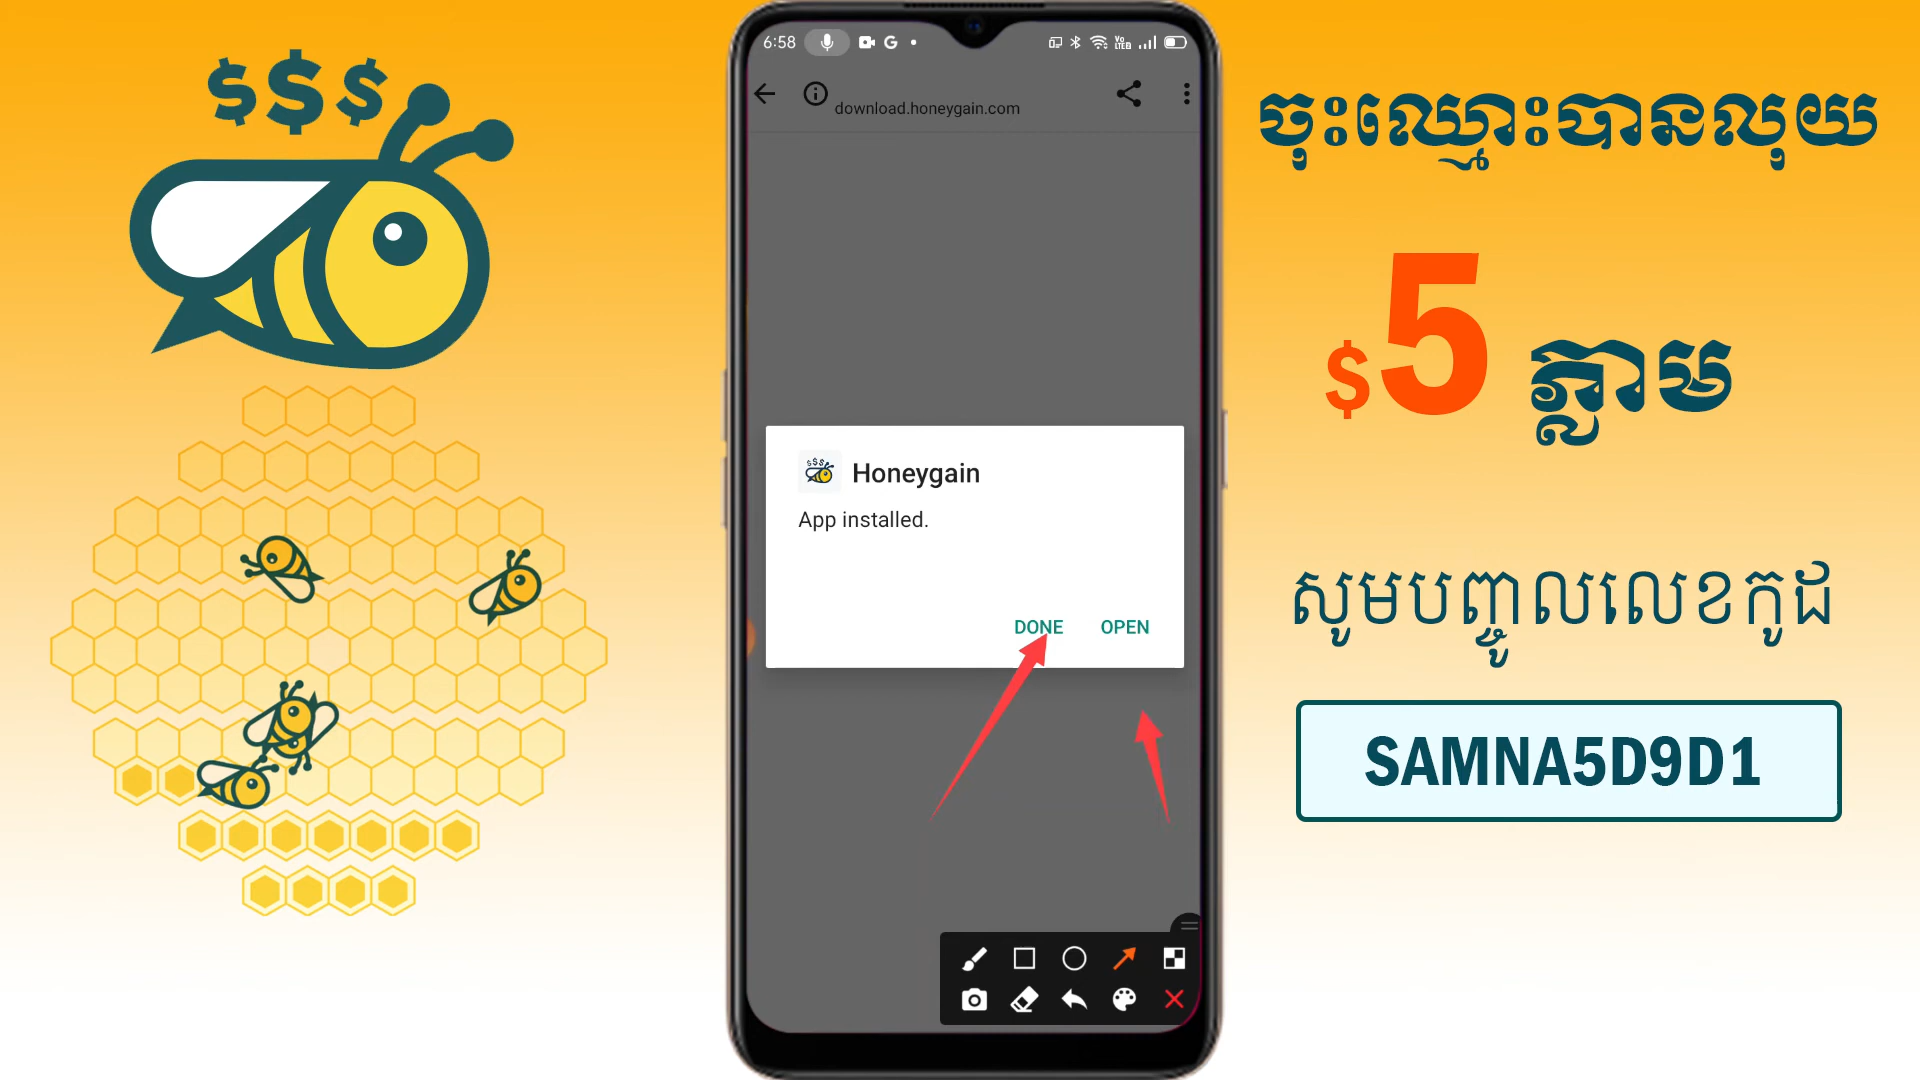 $$$
6:58
download.honeygain.com
Honeygain
App installed.
DONE OPEN
ចុះឈ្មោះបានលុយ
$5 ភ្លាម
សូមបញ្ចូលលេខកូដ
SAMNA5D9D1